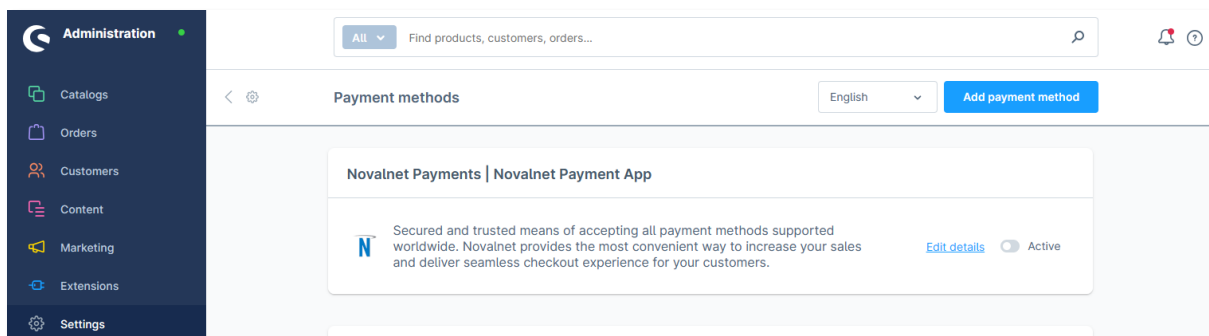 Administration
All
Find products, customers, orders...
Catalogs
Orders
Customers
Content
Marketing
Extensions
Settings
Payment methods
English
Add payment method
Novalnet Payments | Novalnet Payment App
N
Secured and trusted means of accepting all payment methods supported
worldwide. Novalnet provides the most convenient way to increase your sales
and deliver seamless checkout experience for your customers.
Edit details
Active